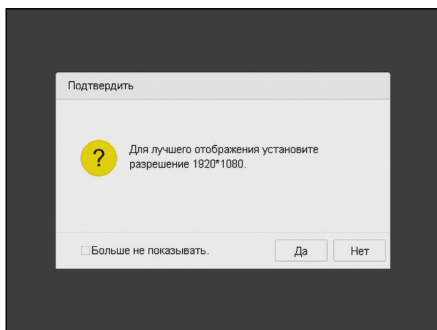 Подтвердить
?
Для лучшего отображения установите
разрешение 1920*1080.
Больше не показывать.
Да
Нет